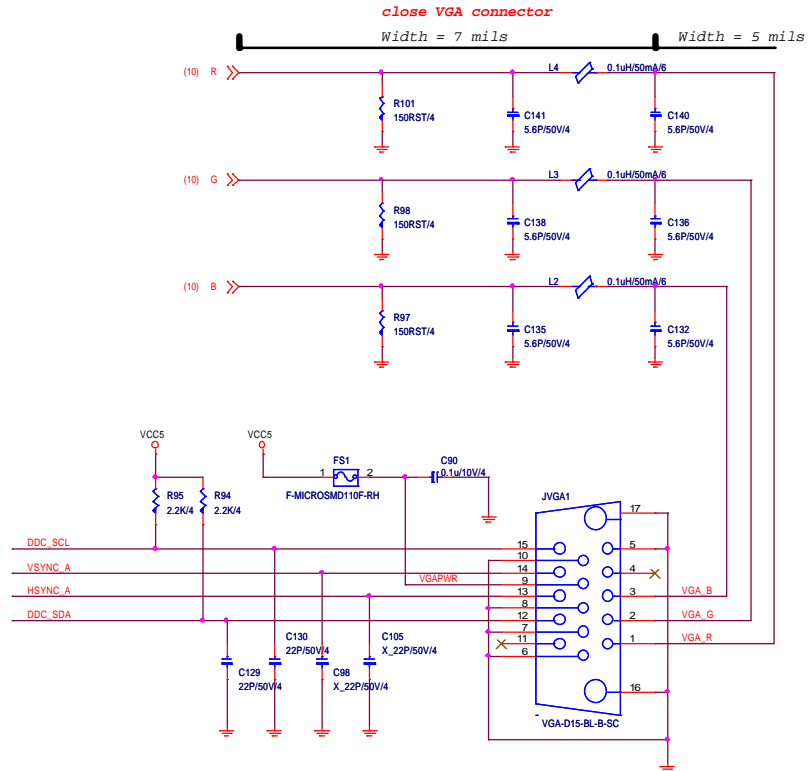 close VGA connector
Width = 7 mils
Width = 5 mils
(10) R
L4
0.1uH/50mA/6
R101
150RST/4
C141
5.6P/50V/4
C140
5.6P/50V/4
(10) G
L3
0.1uH/50mA/6
R98
150RST/4
C138
5.6P/50V/4
C136
5.6P/50V/4
(10) B
L2
0.1uH/50mA/6
R97
150RST/4
C135
5.6P/50V/4
C132
5.6P/50V/4
VCC5
VCC5
FS1
1
2
F-MICROSMD110F-RH
C90
0.1u/10V/4
R95
2.2K/4
R94
2.2K/4
JVGA1
17
DDC_SCL
15
5
10
VSYNC_A
14
4
VGAPWR
9
HSYNC_A
13
3
VGA_B
8
DDC_SDA
12
2
VGA_G
7
11
1
VGA_R
6
16
C130
22P/50V/4
C105
X_22P/50V/4
C129
22P/50V/4
C98
X_22P/50V/4
VGA-D15-BL-B-SC